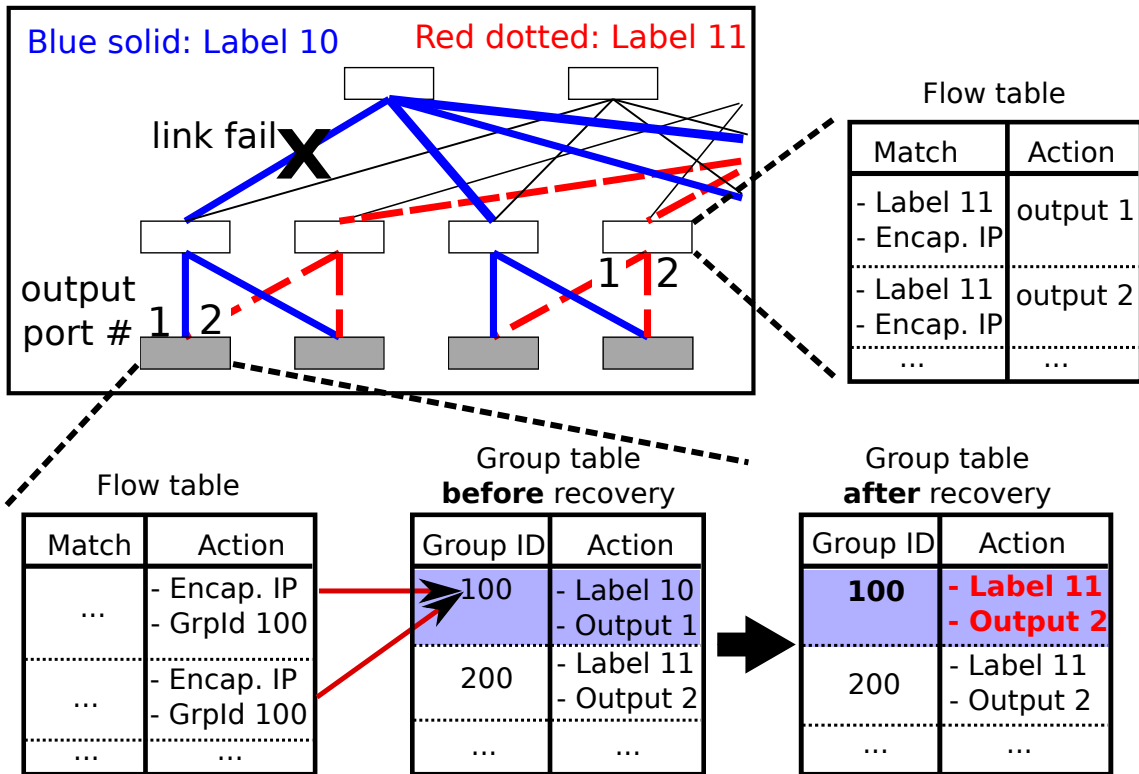 Blue solid: Label 10
Red dotted: Label 11
link fail
X
output
port #
1
2
1
2
Flow table
Match
Action
- Label 11
- Encap. IP
output 1
- Label 11
- Encap. IP
output 2
...
...
Flow table
Match
Action
...
- Encap. IP
- GrpId 100
...
- Encap. IP
- GrpId 100
...
...
Group table
before recovery
Group ID
Action
100
- Label 10
- Output 1
200
- Label 11
- Output 2
...
...
Group table
after recovery
Group ID
Action
100
- Label 11
- Output 2
200
- Label 11
- Output 2
...
...